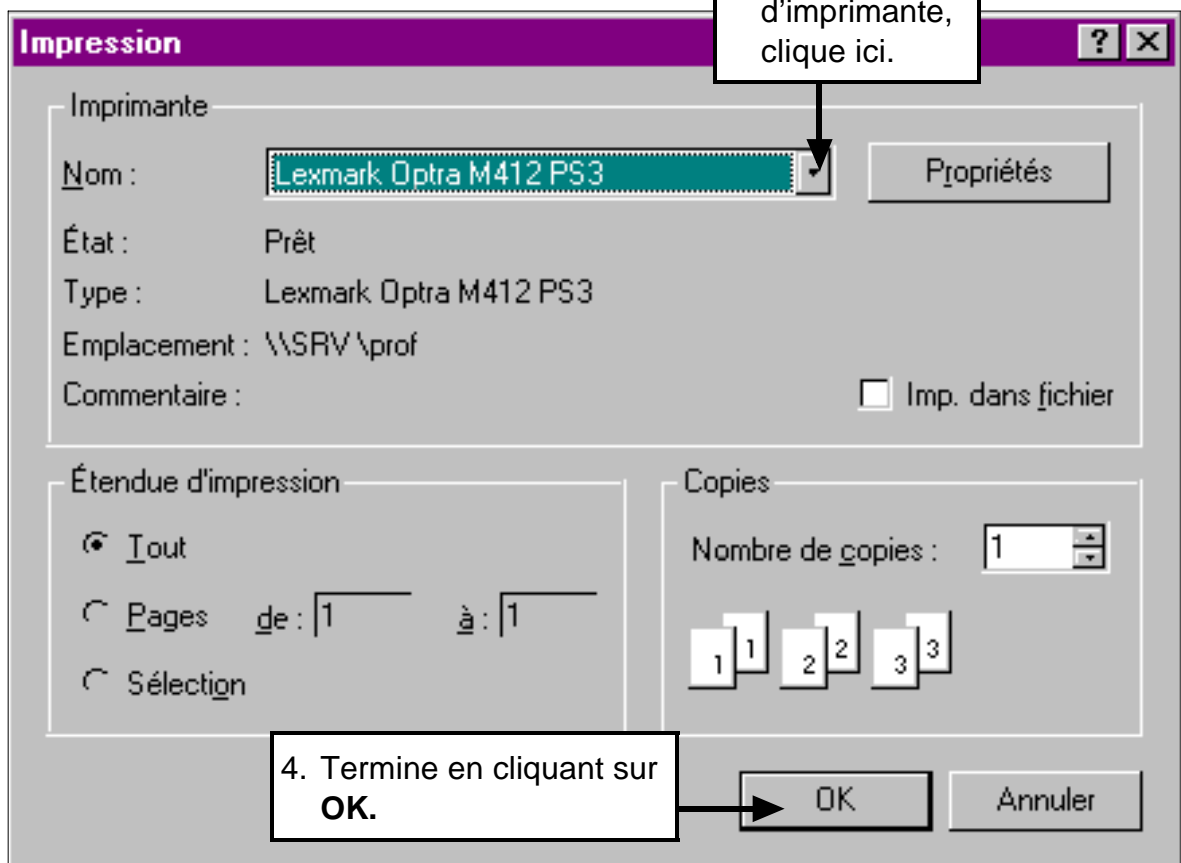 d'imprimante,
clique ici.
Impression
Imprimante
Nom :
Lexmark Optra M412 PS3
Propriétés
État :
Prêt
Type :
Lexmark Optra M412 PS3
Emplacement :
\\SRV \prof
Commentaire :
Imp. dans fichier
Étendue d'impression
Tout
Pages de : 1 à : 1
Sélection
Copies
Nombre de copies : 1
1 1 2 2 3 3
4. Termine en cliquant sur
OK.
OK
Annuler